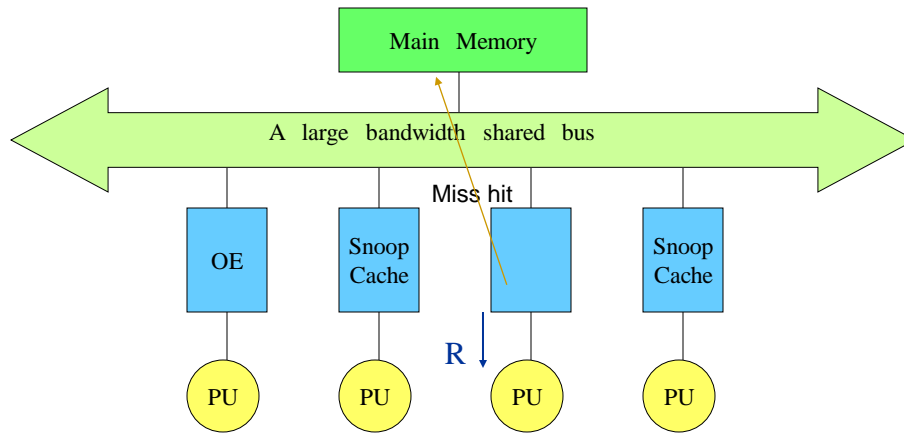 Main Memory
A large bandwidth shared bus
Miss hit
OE
Snoop
Cache
Snoop
Cache
R
PU
PU
PU
PU